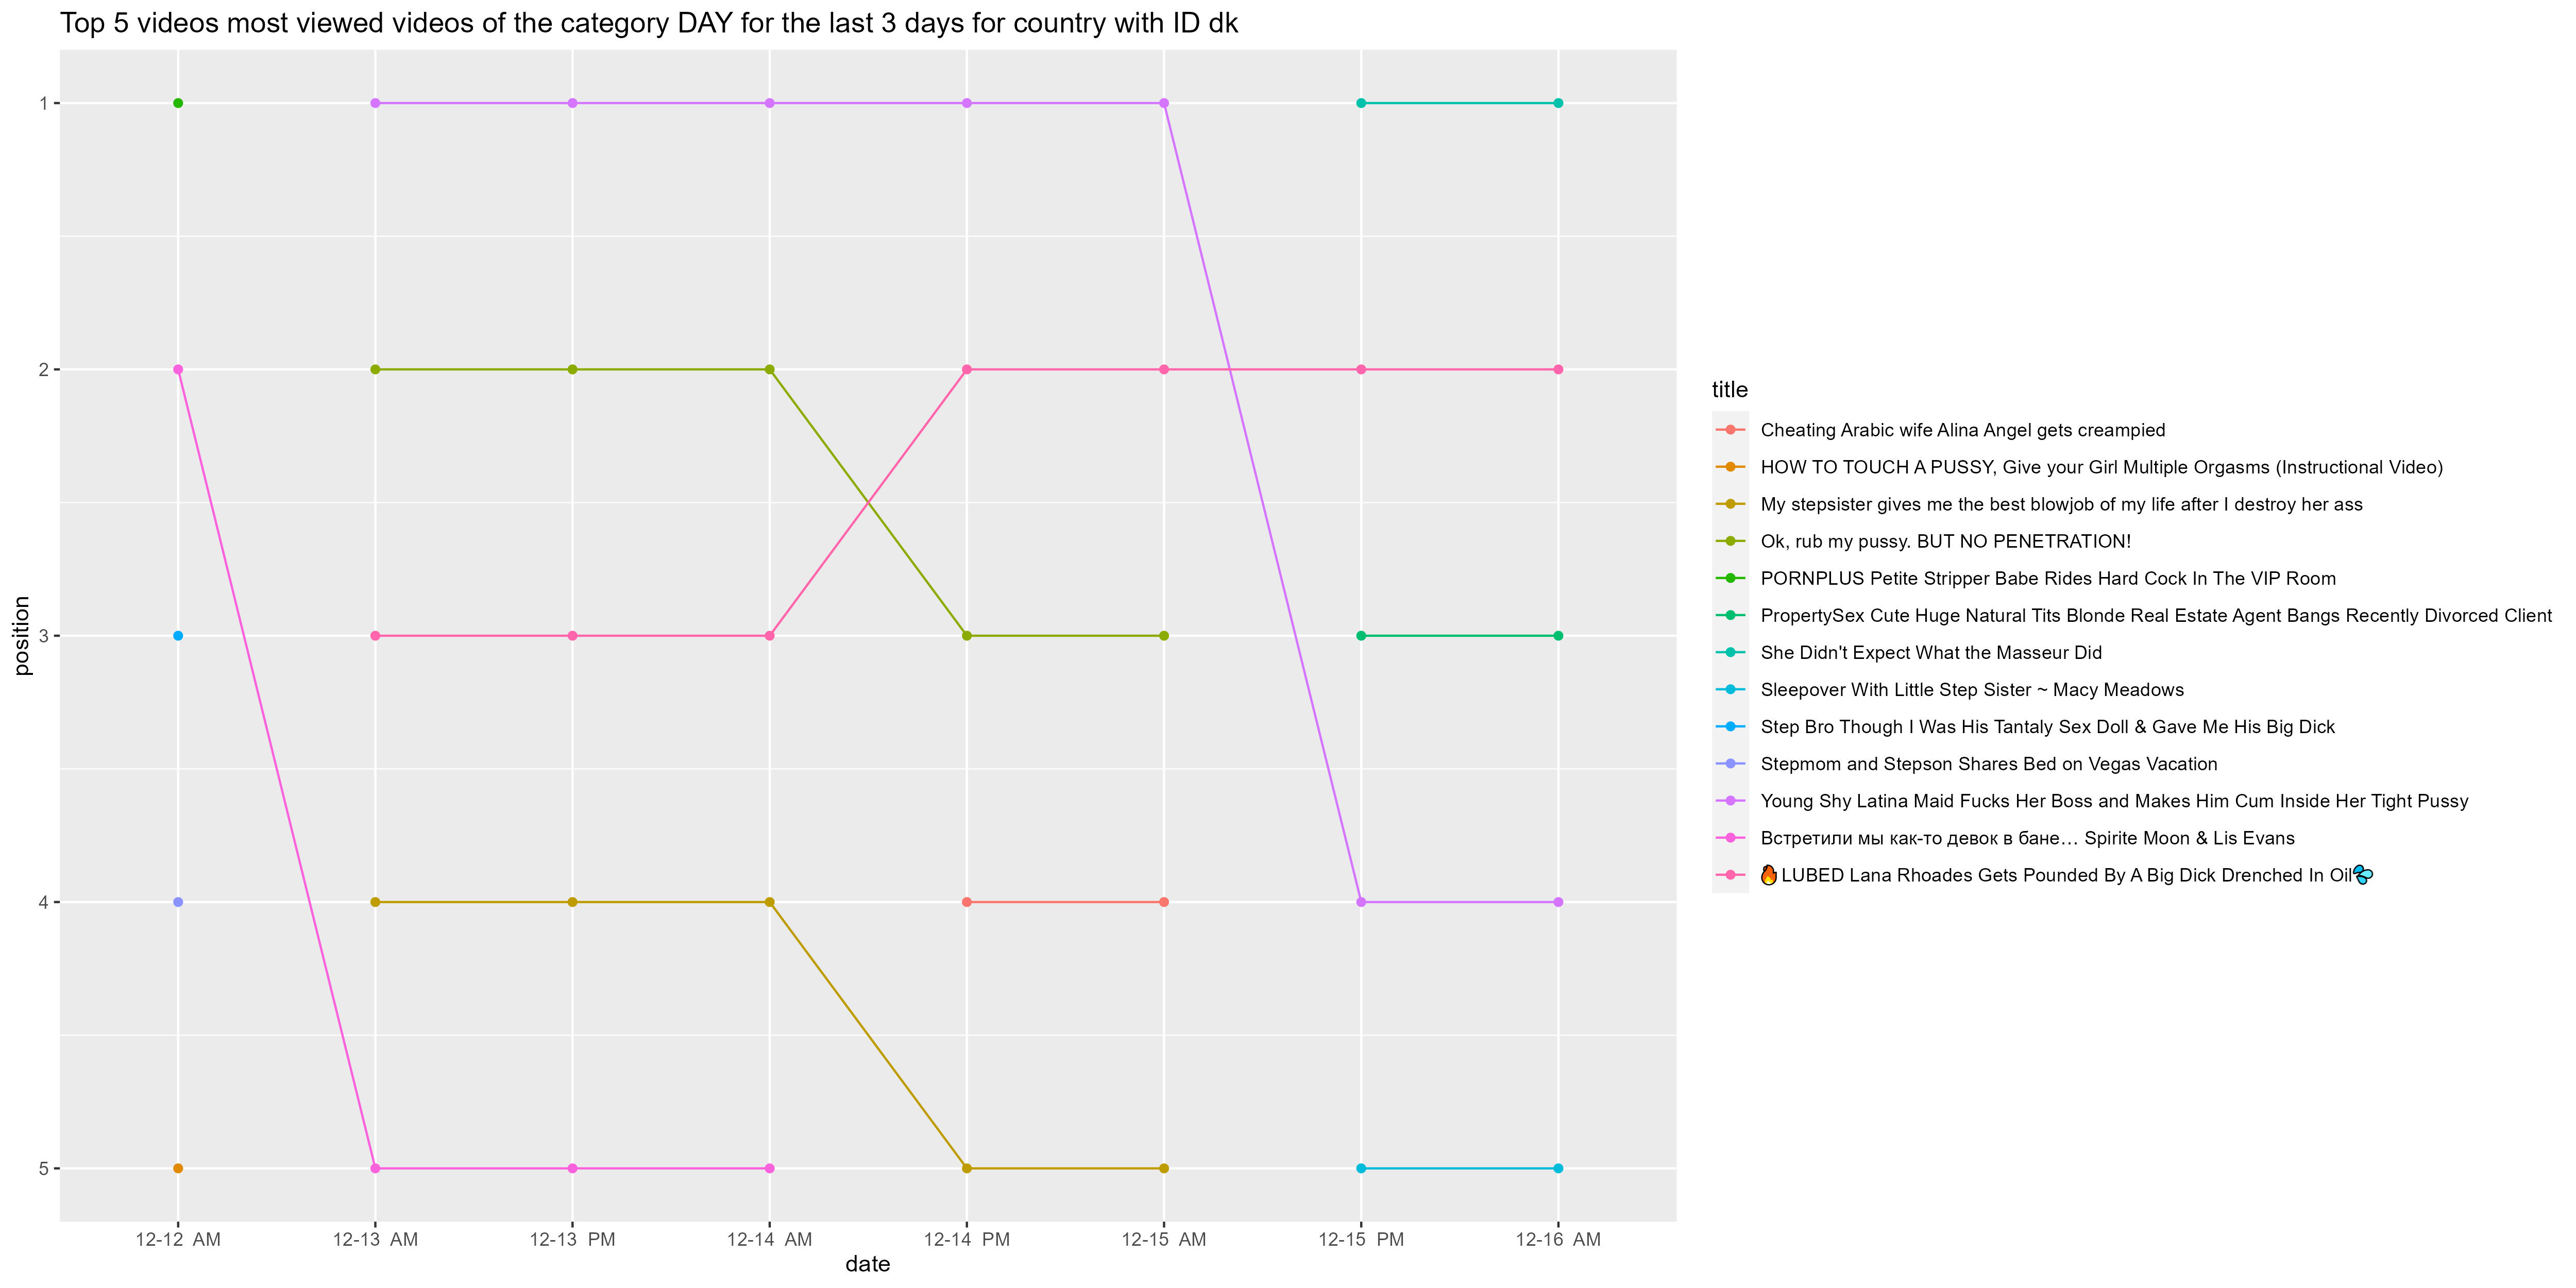 Top 5 videos most viewed videos of the category DAY for the last 3 days for country with ID dk
position
1
2
3
4
5
12-12 AM
12-13 AM
12-13 PM
12-14 AM
12-14 PM
12-15 AM
12-15 PM
12-16 AM
date
title
Cheating Arabic wife Alina Angel gets creampied
HOW TO TOUCH A PUSSY, Give your Girl Multiple Orgasms (Instructional Video)
My stepsister gives me the best blowjob of my life after I destroy her ass
Ok, rub my pussy. BUT NO PENETRATION!
PORNPLUS Petite Stripper Babe Rides Hard Cock In The VIP Room
PropertySex Cute Huge Natural Tits Blonde Real Estate Agent Bangs Recently Divorced Client
She Didn't Expect What the Masseur Did
Sleepover With Little Step Sister ~ Macy Meadows
Step Bro Though I Was His Tantaly Sex Doll & Gave Me His Big Dick
Stepmom and Stepson Shares Bed on Vegas Vacation
Young Shy Latina Maid Fucks Her Boss and Makes Him Cum Inside Her Tight Pussy
Встретили мы как-то девок в бане… Spirite Moon & Lis Evans
🔥LUBED Lana Rhoades Gets Pounded By A Big Dick Drenched In Oil💦